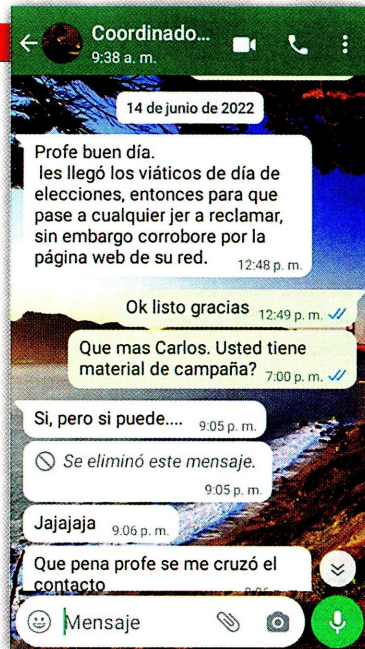 Coordinado...
9:38 a. m.
14 de junio de 2022
Profe buen día.
les llegó los viáticos de día de
elecciones, entonces para que
pase a cualquier jer a reclamar,
sin embargo corrobore por la
página web de su red.
12:48 p. m.
Ok listo gracias 12:49 p. m.
Que mas Carlos. Usted tiene
material de campaña? 7:00 p. m.
Si, pero si puede.... 9:05 p. m.
Se eliminó este mensaje.
9:05 p. m.
Jajajaja 9:06 p. m.
Que pena profe se me cruzó el
contacto
Mensaje